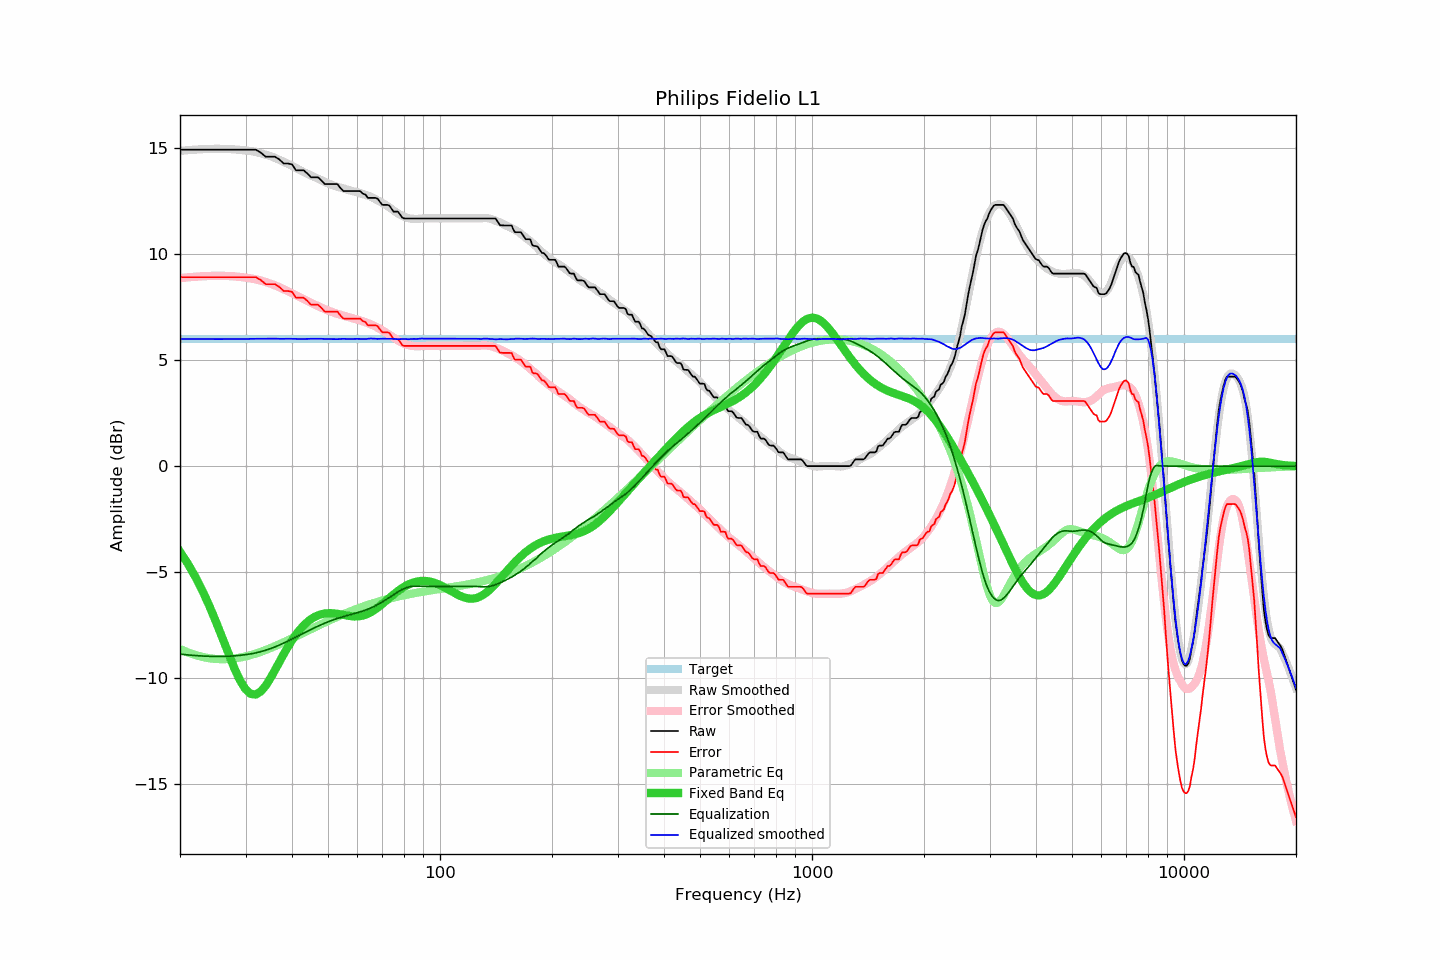 Philips Fidelio L1
15
10
5
0
−5
−10
−15
Amplitude (dBr)
Target
Raw Smoothed
Error Smoothed
Raw
Error
Parametric Eq
Fixed Band Eq
Equalization
Equalized smoothed
100
1000
10000
Frequency (Hz)